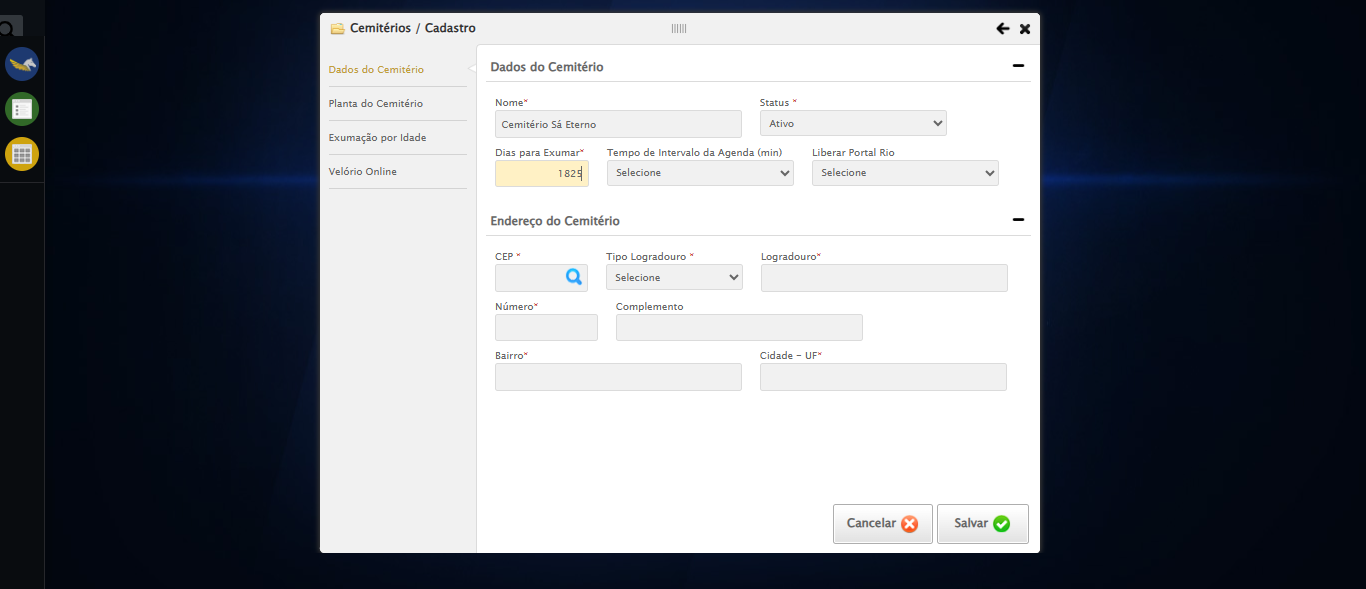 Cemitérios / Cadastro
Dados do Cemitério
Planta do Cemitério
Exumação por Idade
Velório Online
Dados do Cemitério
Nome* Status *
Cemitério Sá Eterno Ativo
Dias para Exumar* Tempo de Intervalo da Agenda (min) Liberar Portal Rio
1825 Selecione Selecione
Endereço do Cemitério
CEP * Tipo Logradouro * Logradouro*
Selecione
Número* Complemento
Bairro* Cidade - UF*
Cancelar Salvar